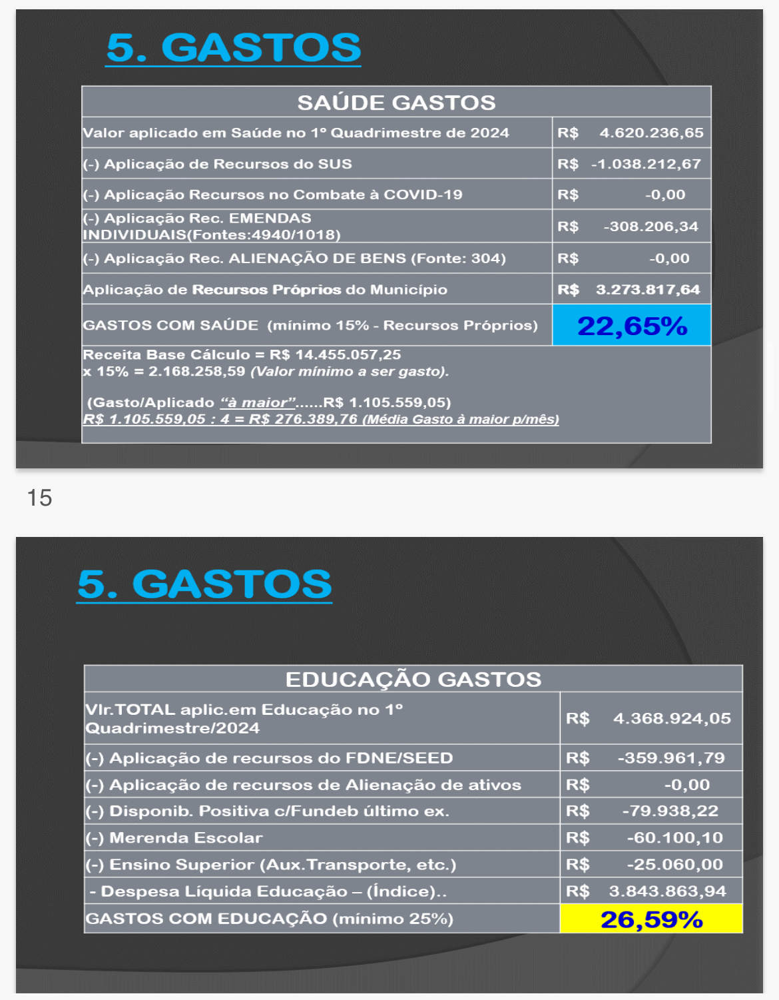 5. GASTOS
SAÚDE GASTOS
Valor aplicado em Saúde no 1º Quadrimestre de 2024 R$ 4.620.236,65
(-) Aplicação de Recursos do SUS R$ -1.038.212,67
(-) Aplicação Recursos no Combate à COVID-19 R$ -0,00
(-) Aplicação Rec. EMENDAS
INDIVIDUAIS(Fontes:4940/1018) R$ -308.206,34
(-) Aplicação Rec. ALIENAÇÃO DE BENS (Fonte: 304) R$ -0,00
Aplicação de Recursos Próprios do Município R$ 3.273.817,64
GASTOS COM SAÚDE (mínimo 15% - Recursos Próprios) 22,65%
Receita Base Cálculo = R$ 14.455.057,25
x 15% = 2.168.258,59 (Valor mínimo a ser gasto).
(Gasto/Aplicado “à maior”......R$ 1.105.559,05)
R$ 1.105.559,05 : 4 = R$ 276.389,76 (Média Gasto à maior p/mês)
15
5. GASTOS
EDUCAÇÃO GASTOS
Vlr.TOTAL aplic.em Educação no 1º
Quadrimestre/2024 R$ 4.368.924,05
(-) Aplicação de recursos do FDNE/SEED R$ -359.961,79
(-) Aplicação de recursos de Alienação de ativos R$ -0,00
(-) Disponib. Positiva c/Fundeb último ex. R$ -79.938,22
(-) Merenda Escolar R$ -60.100,10
(-) Ensino Superior (Aux.Transporte, etc.) R$ -25.060,00
- Despesa Líquida Educação – (Índice).. R$ 3.843.863,94
GASTOS COM EDUCAÇÃO (mínimo 25%) 26,59%